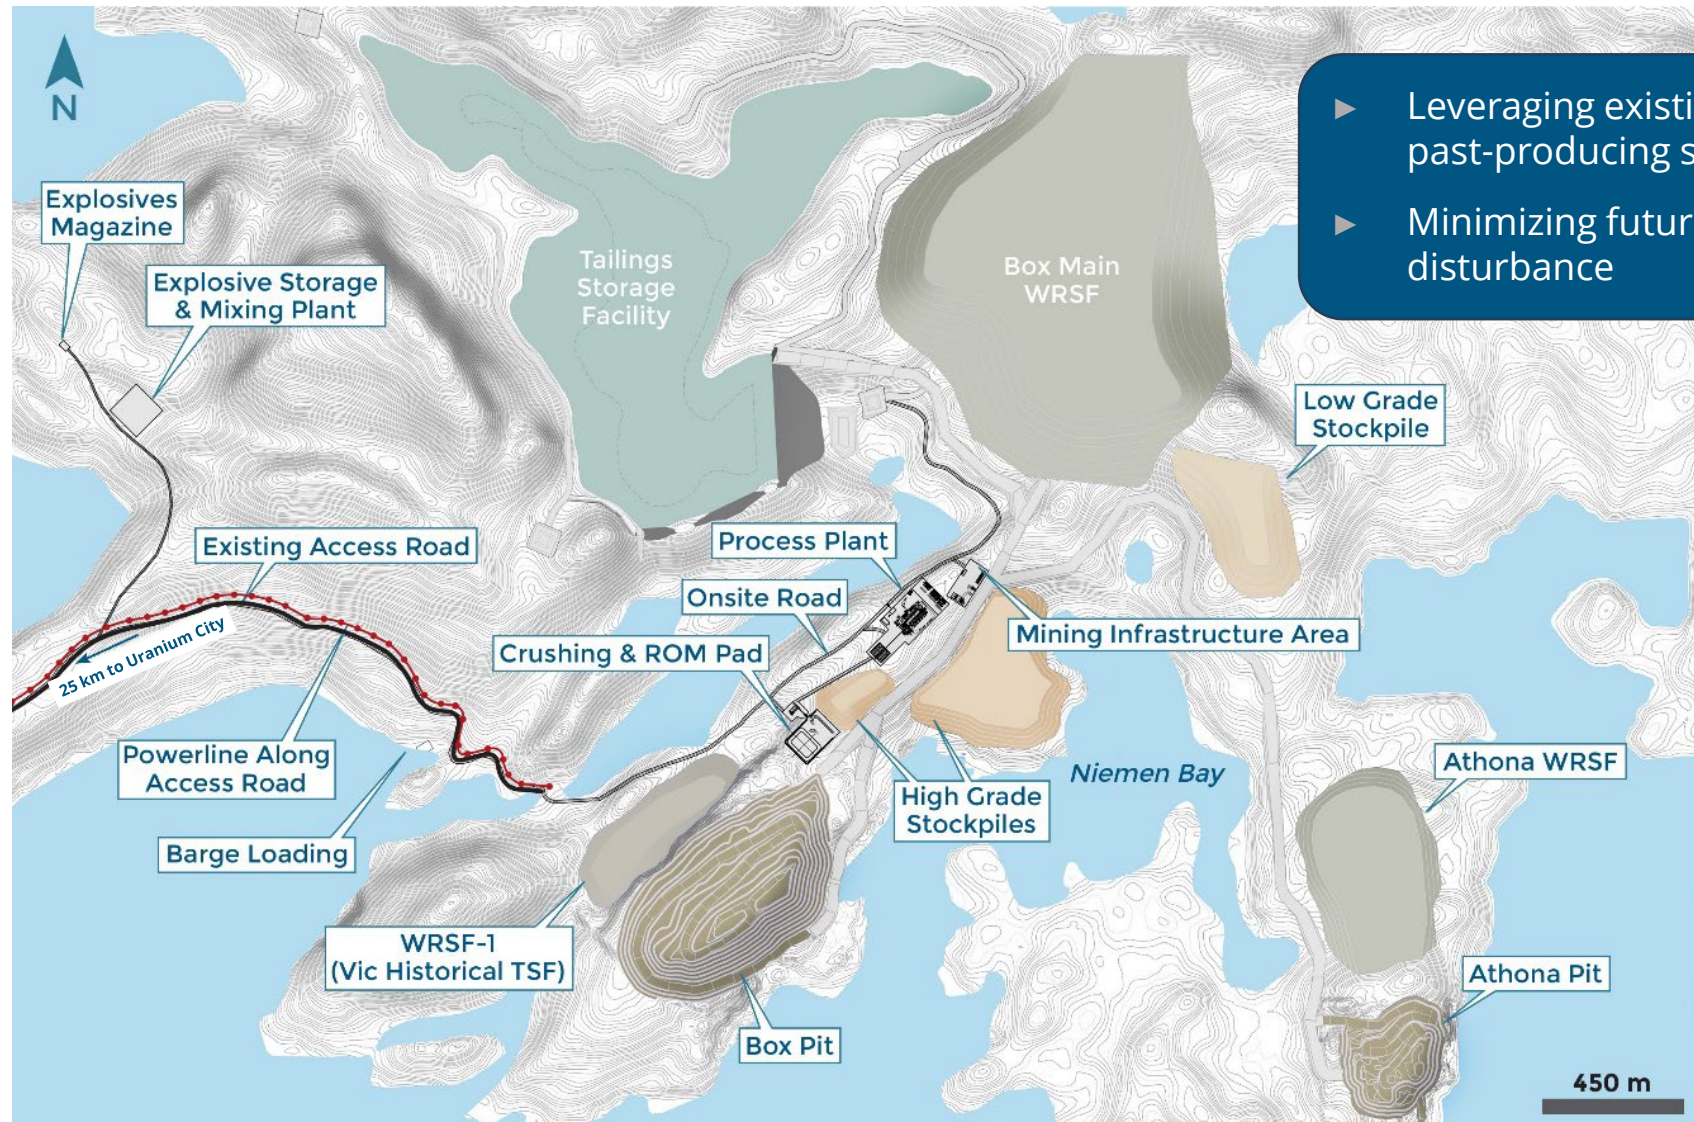 N
Leveraging existi
past-producing s
Minimizing futur
disturbance
Explosives
Magazine
Explosive Storage
& Mixing Plant
Tailings
Storage
Facility
Box Main
WRSF
Low Grade
Stockpile
Existing Access Road
Process Plant
Onsite Road
Mining Infrastructure Area
Crushing & ROM Pad
25 km to Uranium City
Powerline Along
Access Road
Niemen Bay
Athona WRSF
High Grade
Stockpiles
Barge Loading
WRSF-1
(Vic Historical TSF)
Athona Pit
Box Pit
450 m